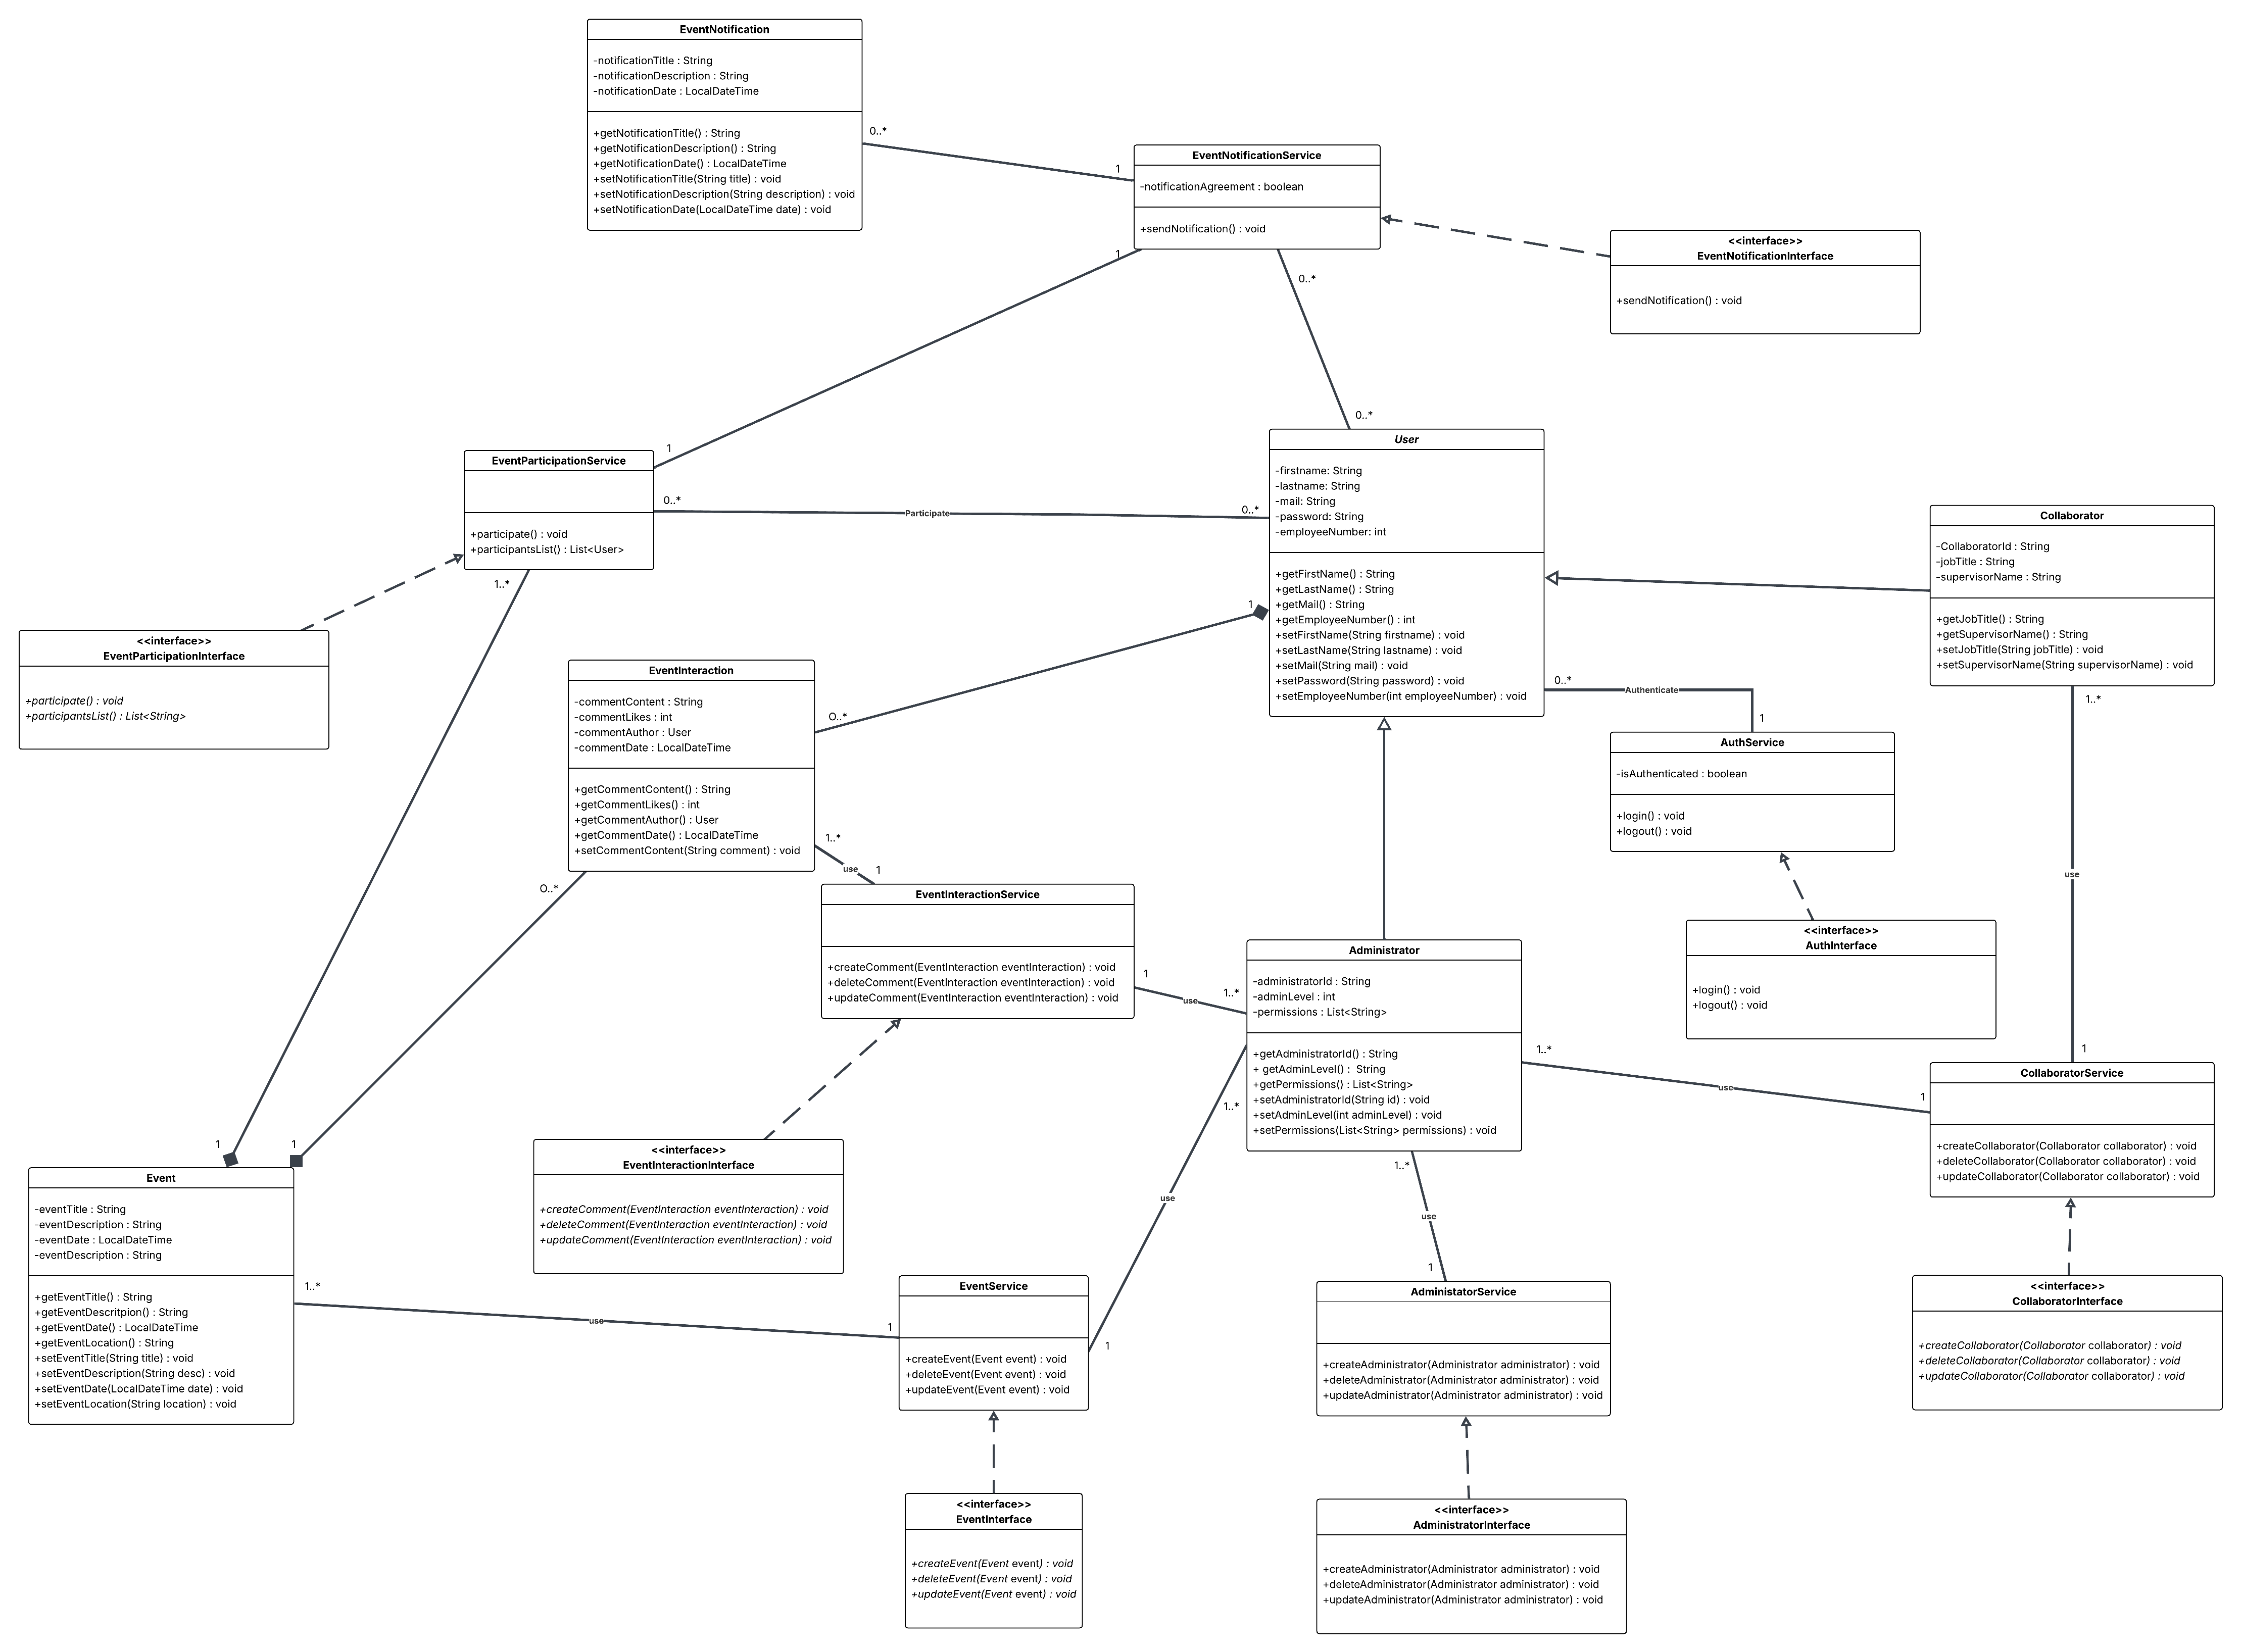 EventNotification
-notificationTitle : String
-notificationDescription : String
-notificationDate : LocalDateTime
+getNotificationTitle() : String
+getNotificationDescription() : String
+getNotificationDate() : LocalDateTime
+setNotificationTitle(String title) : void
+setNotificationDescription(String description) : void
+setNotificationDate(LocalDateTime date) : void
0..*
1
EventNotificationService
-notificationAgreement : boolean
+sendNotification() : void
1
0..*
<<interface>>
EventNotificationInterface
+sendNotification() : void
0..*
1
EventParticipationService
+participate() : void
+participantsList() : List<User>
0..*
Participate
0..*
1..*
User
-firstname: String
-lastname: String
-mail: String
-password: String
-employeeNumber: int
+getFirstName() : String
+getLastName() : String
+getMail() : String
+getEmployeeNumber() : int
+setFirstName(String firstname) : void
+setLastName(String lastname) : void
+setMail(String mail) : void
+setPassword(String password) : void
+setEmployeeNumber(int employeeNumber) : void
1
0..*
Authenticate
1
Collaborator
-CollaboratorId : String
-jobTitle : String
-supervisorName : String
+getJobTitle() : String
+getSupervisorName() : String
+setJobTitle(String jobTitle) : void
+setSupervisorName(String supervisorName) : void
1..*
use
1
<<interface>>
EventParticipationInterface
+participate() : void
+participantsList() : List<String>
EventInteraction
-commentContent : String
-commentLikes : int
-commentAuthor : User
-commentDate : LocalDateTime
+getCommentContent() : String
+getCommentLikes() : int
+getCommentAuthor() : User
+getCommentDate() : LocalDateTime
+setCommentContent(String comment) : void
O..*
1..*
use
1
O..*
AuthService
-isAuthenticated : boolean
+login() : void
+logout() : void
<<interface>>
AuthInterface
+login() : void
+logout() : void
EventInteractionService
+createComment(EventInteraction eventInteraction) : void
+deleteComment(EventInteraction eventInteraction) : void
+updateComment(EventInteraction eventInteraction) : void
1
use
1..*
Administrator
-administratorId : String
-adminLevel : int
-permissions : List<String>
+getAdministratorId() : String
+ getAdminLevel() :  String
+getPermissions() : List<String>
+setAdministratorId(String id) : void
+setAdminLevel(int adminLevel) : void
+setPermissions(List<String> permissions) : void
1..*
use
1
1..*
use
1
1..*
use
1
CollaboratorService
+createCollaborator(Collaborator collaborator) : void
+deleteCollaborator(Collaborator collaborator) : void
+updateCollaborator(Collaborator collaborator) : void
1
1
Event
-eventTitle : String
-eventDescription : String
-eventDate : LocalDateTime
-eventDescription : String
+getEventTitle() : String
+getEventDescritpion() : String
+getEventDate() : LocalDateTime
+getEventLocation() : String
+setEventTitle(String title) : void
+setEventDescription(String desc) : void
+setEventDate(LocalDateTime date) : void
+setEventLocation(String location) : void
1..*
use
1
<<interface>>
EventInteractionInterface
+createComment(EventInteraction eventInteraction) : void
+deleteComment(EventInteraction eventInteraction) : void
+updateComment(EventInteraction eventInteraction) : void
EventService
+createEvent(Event event) : void
+deleteEvent(Event event) : void
+updateEvent(Event event) : void
AdministatorService
+createAdministrator(Administrator administrator) : void
+deleteAdministrator(Administrator administrator) : void
+updateAdministrator(Administrator administrator) : void
<<interface>>
CollaboratorInterface
+createCollaborator(Collaborator collaborator) : void
+deleteCollaborator(Collaborator collaborator) : void
+updateCollaborator(Collaborator collaborator) : void
<<interface>>
EventInterface
+createEvent(Event event) : void
+deleteEvent(Event event) : void
+updateEvent(Event event) : void
<<interface>>
AdministratorInterface
+createAdministrator(Administrator administrator) : void
+deleteAdministrator(Administrator administrator) : void
+updateAdministrator(Administrator administrator) : void